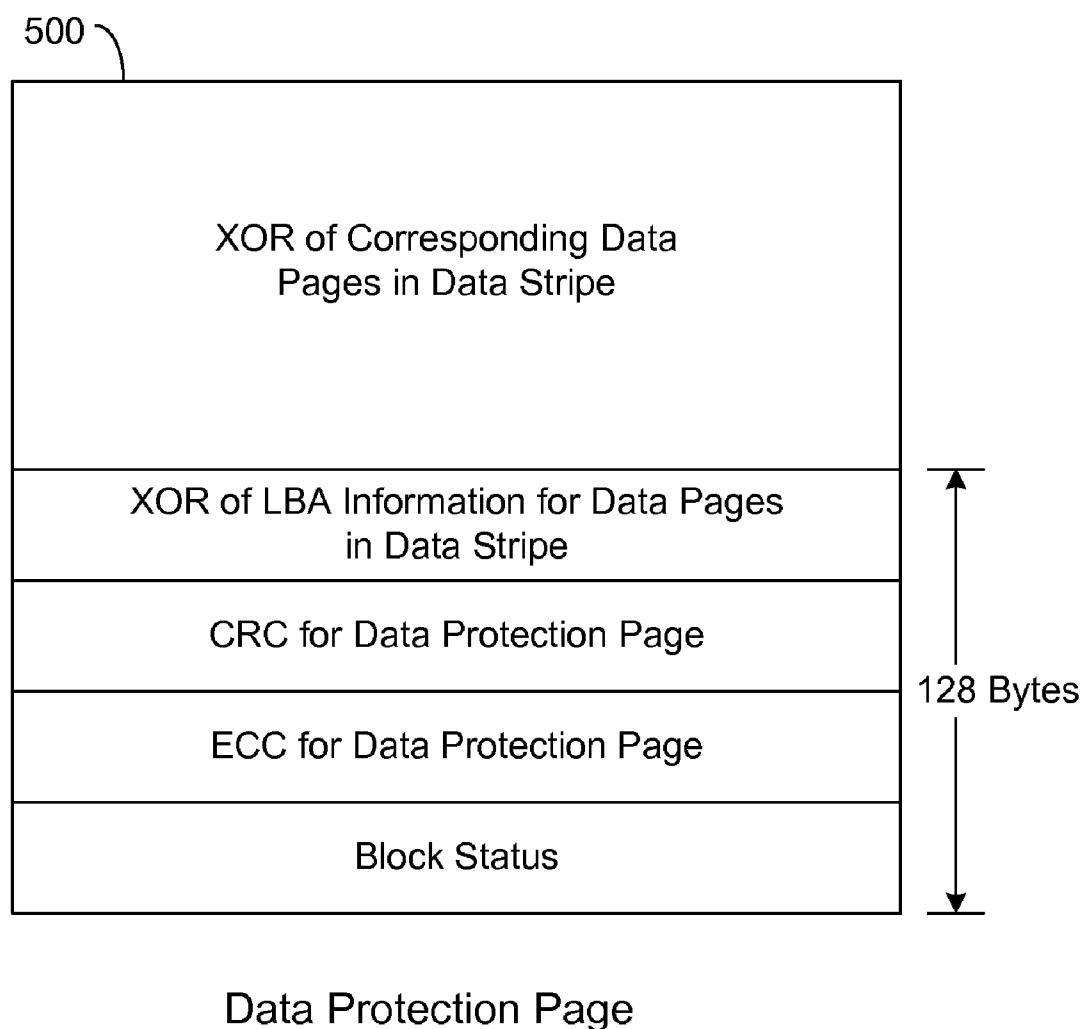 500
XOR of Corresponding Data
Pages in Data Stripe
XOR of LBA Information for Data Pages
in Data Stripe
CRC for Data Protection Page
128 Bytes
ECC for Data Protection Page
Block Status
Data Protection Page